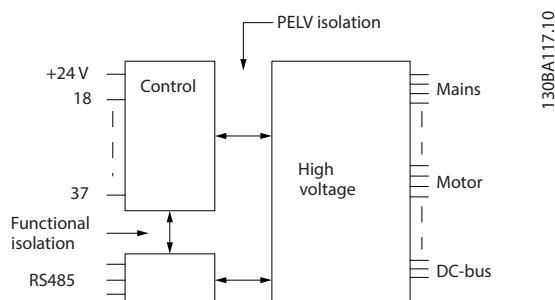 PELV isolation
130BA117.10
+24 V
Control
18
Mains
High
voltage
37
Motor
Functional
isolation
RS485
DC-bus